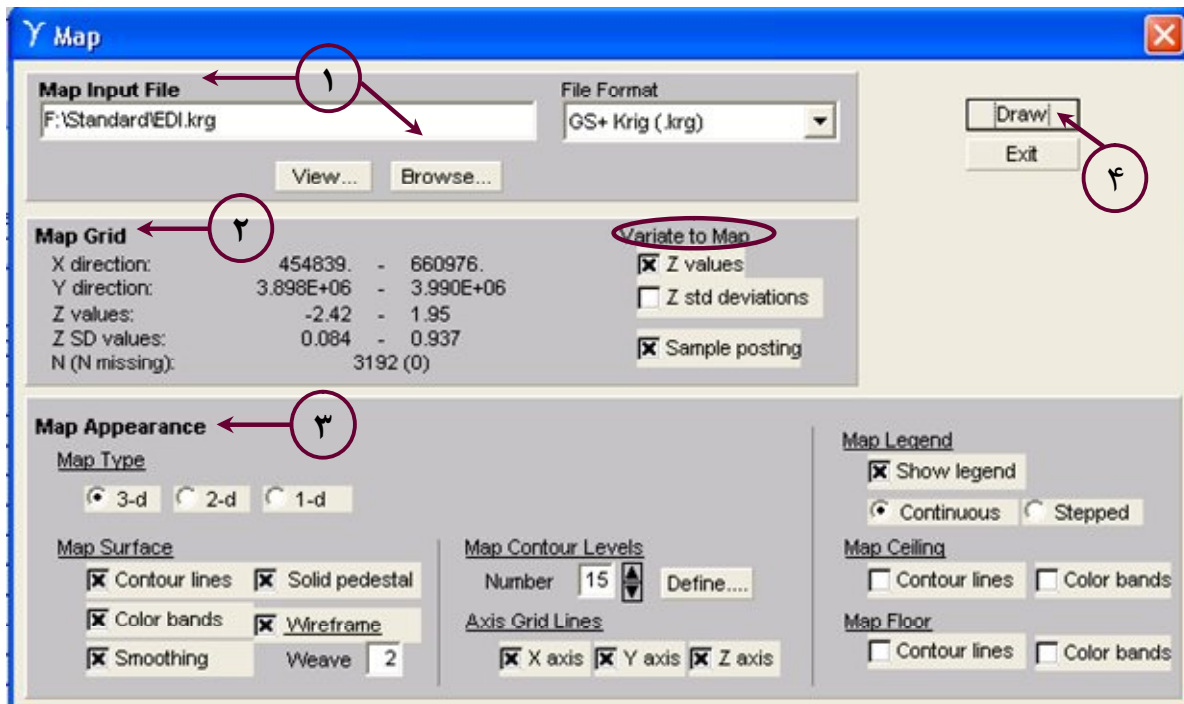 γ Map
Map Input File ۱ File Format
F:\Standard\EDI.krg GS+ Krig (.krg) Draw
View... Browse... Exit
۴
Map Grid ۲ Variate to Map
X direction: 454839. - 660976. Z values
Y direction: 3.898E+06 - 3.990E+06 Z std deviations
Z values: -2.42 - 1.95
Z SD values: 0.084 - 0.937 Sample posting
N (N missing): 3192 (0)
Map Appearance ۳
Map Type Map Legend
3-d 2-d 1-d Show legend
Continuous Stepped
Map Surface Map Contour Levels Map Ceiling
Contour lines Solid pedestal Number 15 Define.... Contour lines Color bands
Color bands Wireframe Axis Grid Lines Map Floor
Smoothing Weave 2 X axis Y axis Z axis Contour lines Color bands